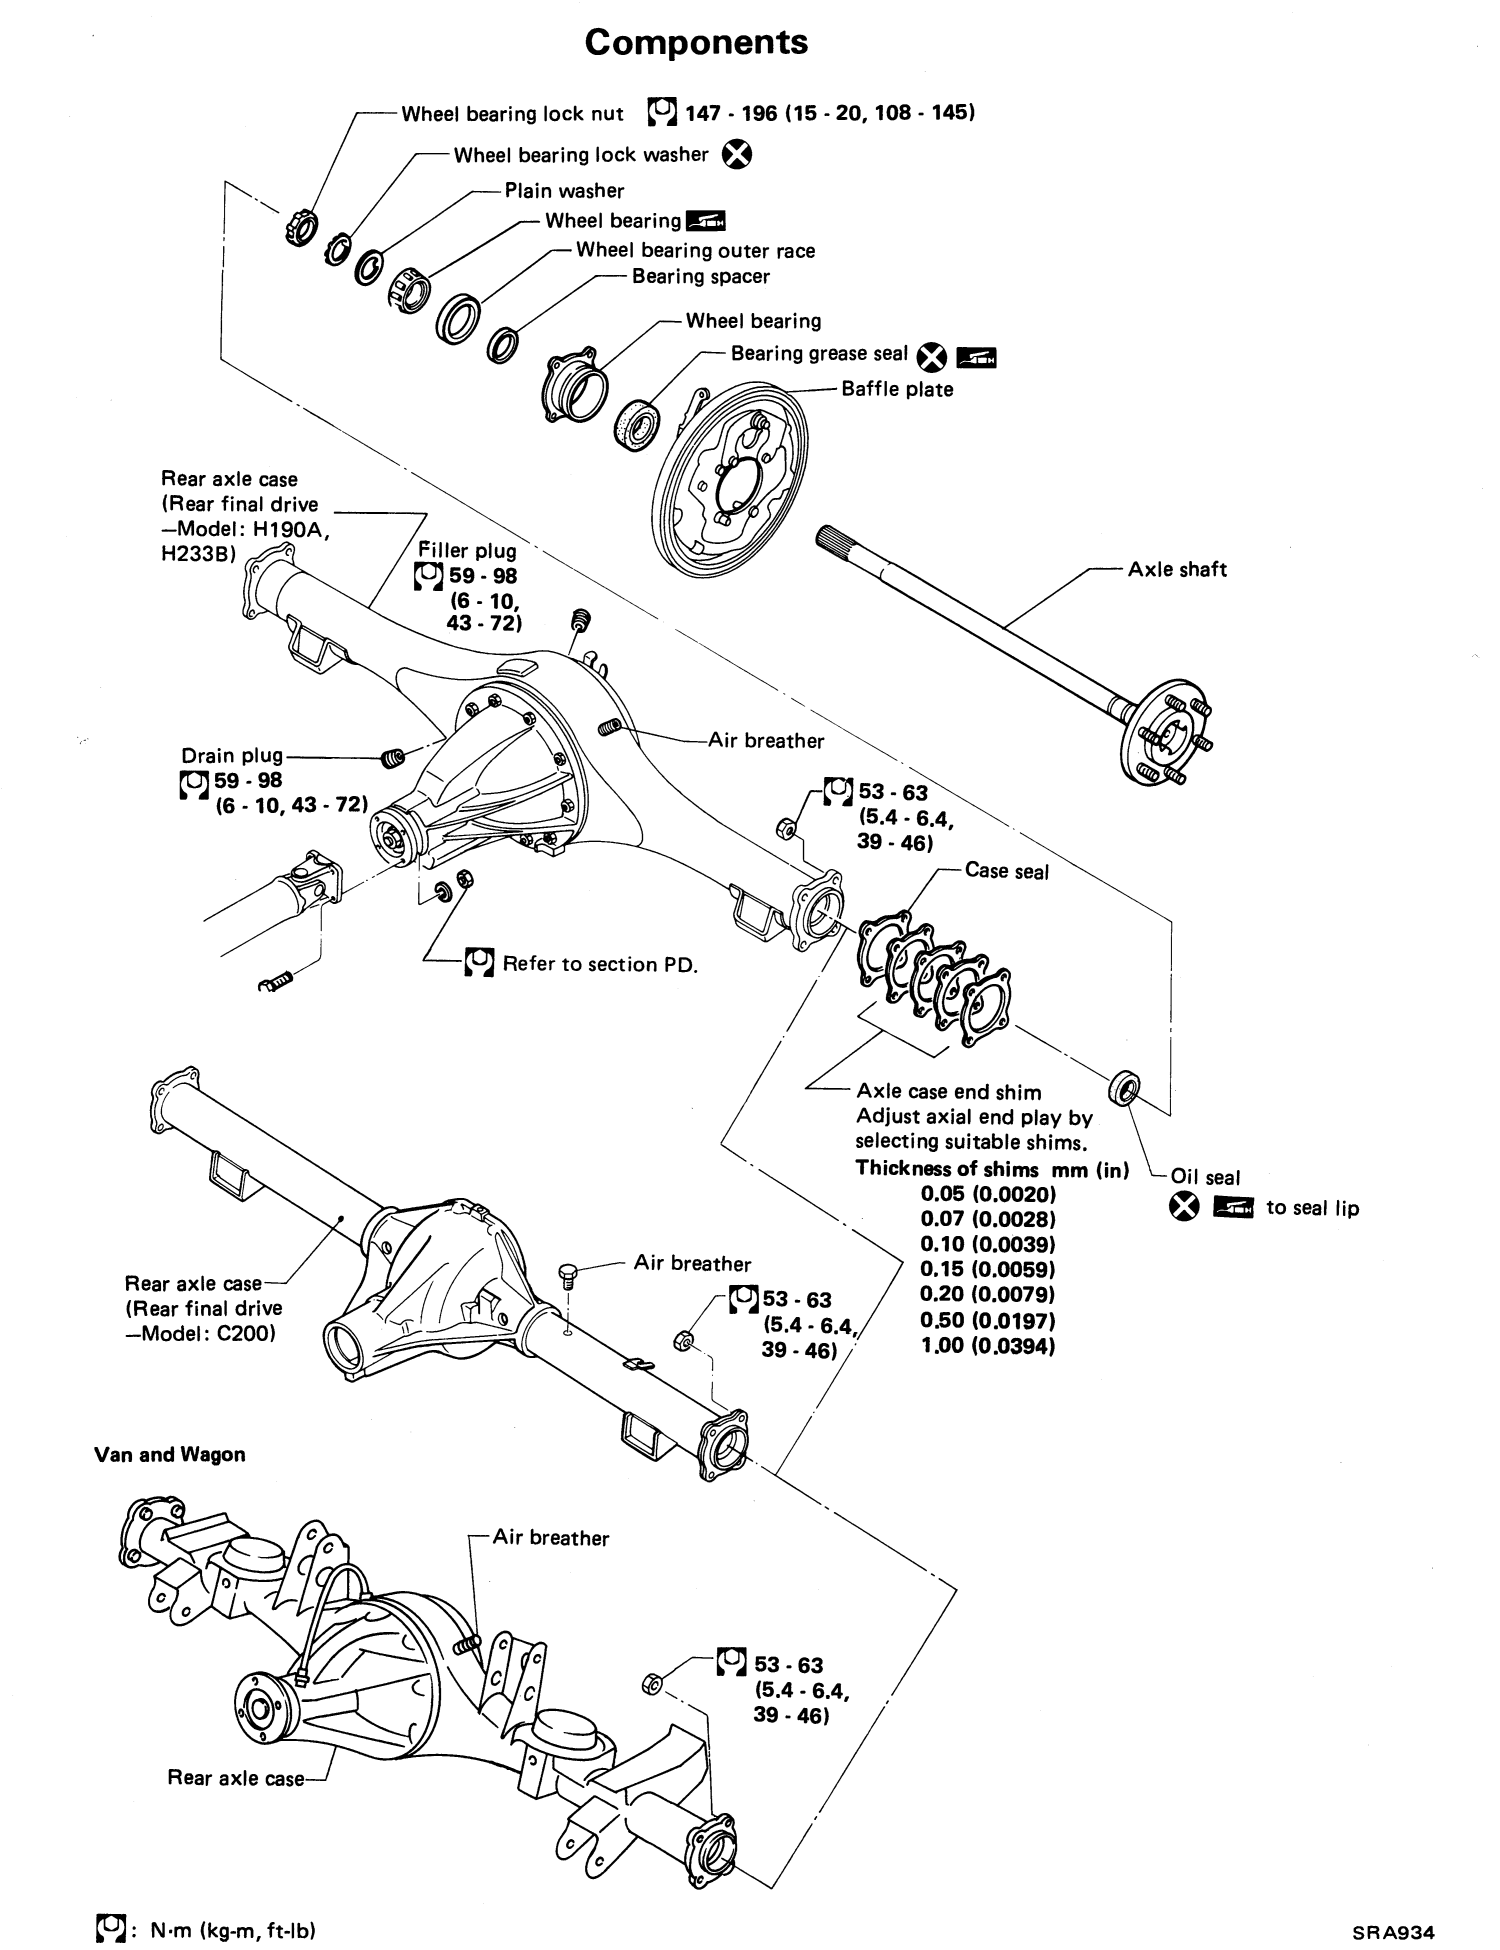 Components
Wheel bearing lock nut 147 - 196 (15 - 20, 108 - 145)
Wheel bearing lock washer
Plain washer
Wheel bearing
Wheel bearing outer race
Bearing spacer
Wheel bearing
Bearing grease seal
Baffle plate
Rear axle case
(Rear final drive
—Model: H190A,
H233B)
Filler plug
59 - 98
(6 - 10,
43 - 72)
Axle shaft
Air breather
Drain plug
59 - 98
(6 - 10, 43 - 72)
53 - 63
(5.4 - 6.4,
39 - 46)
Case seal
Refer to section PD.
Axle case end shim
Adjust axial end play by
selecting suitable shims.
Thickness of shims mm (in)
0.05 (0.0020)
0.07 (0.0028)
0.10 (0.0039)
0.15 (0.0059)
0.20 (0.0079)
0.50 (0.0197)
1.00 (0.0394)
Oil seal
to seal lip
Rear axle case
(Rear final drive
—Model: C200)
Air breather
53 - 63
(5.4 - 6.4,
39 - 46)
Van and Wagon
Air breather
53 - 63
(5.4 - 6.4,
39 - 46)
Rear axle case
: N·m (kg-m, ft-lb)
SRA934